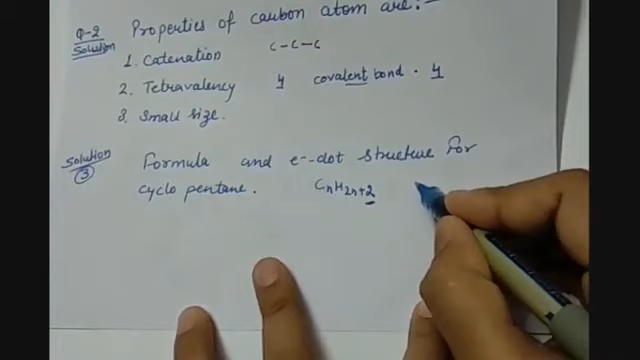 Q-2 Properties of carbon atom are:-
Solution
1. Catenation C-C-C
2. Tetravalency 4 covalent bond . 4
3. Small size.
Solution ③ Formula and e--dot structure for
cyclo pentane. CnH2n+2